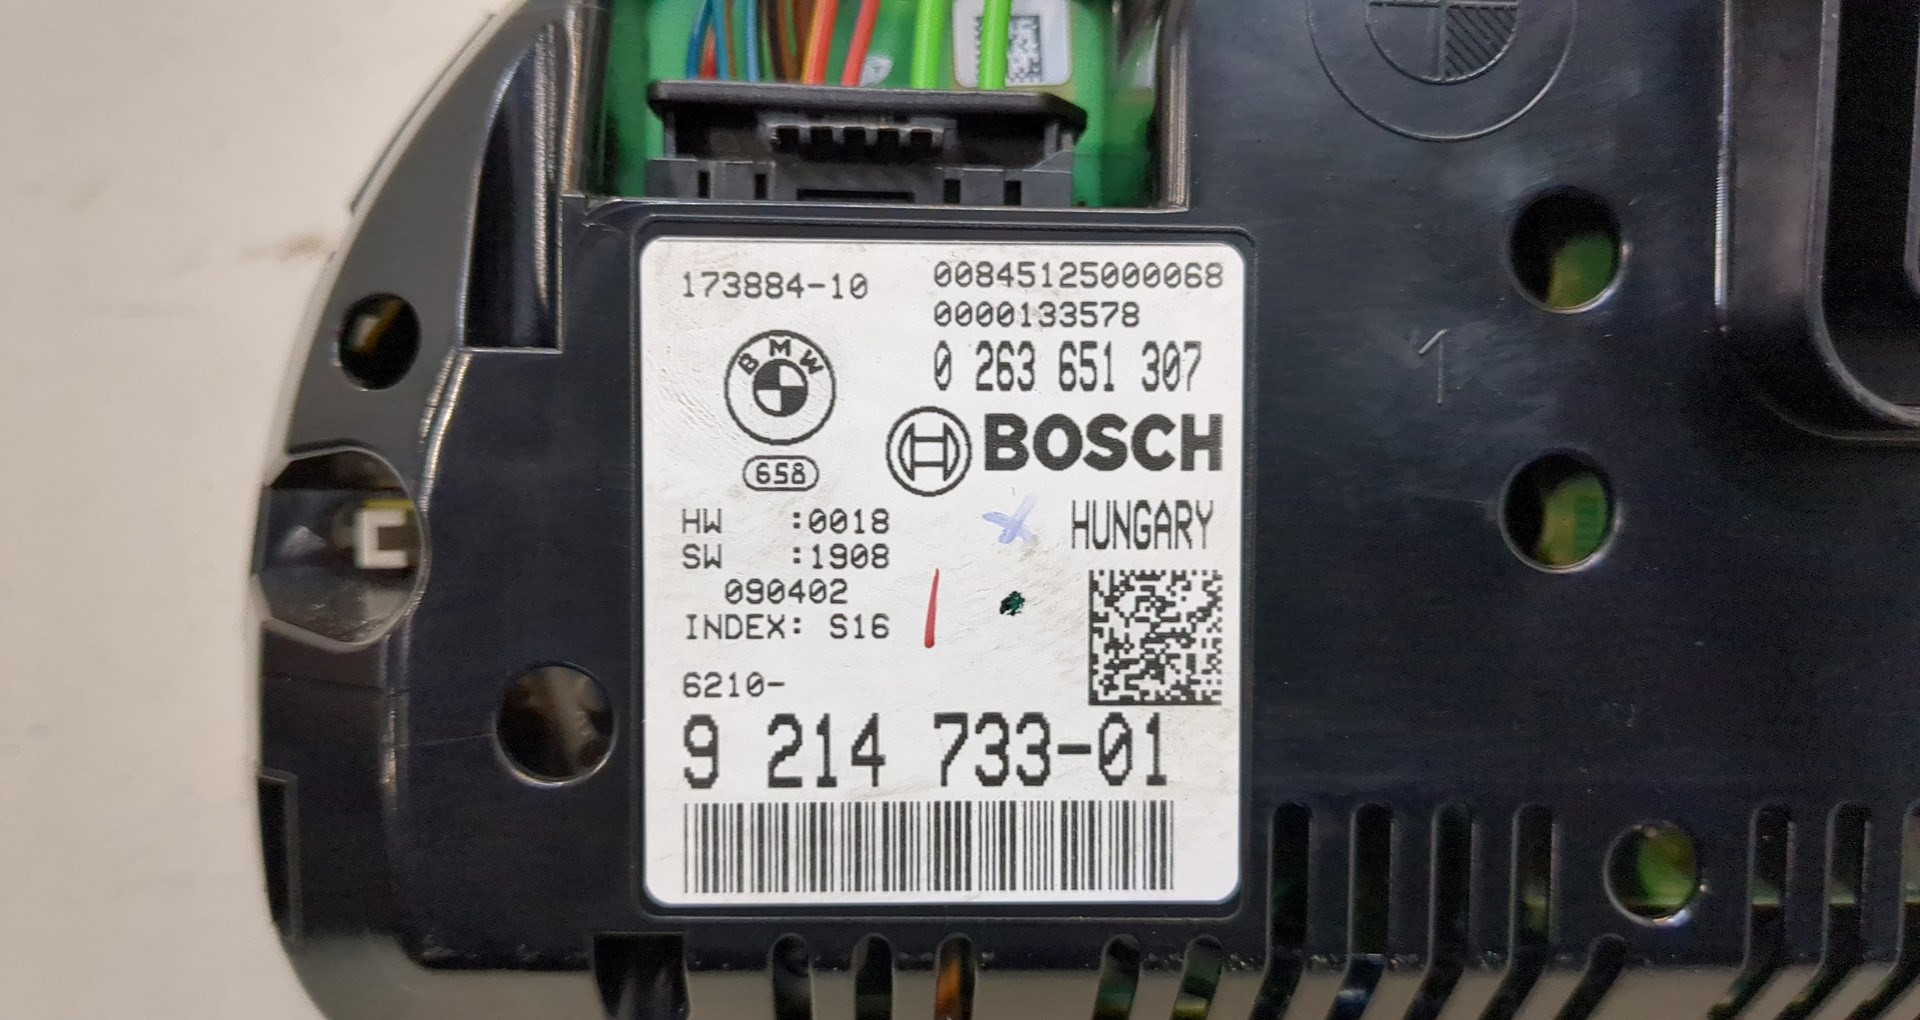 173884-10
00845125000068
0000133578
0 263 651 307
BMW
658
BOSCH
HW :0018
HUNGARY
SW :1908
090402
INDEX: S16
6210-
9 214 733-01
1